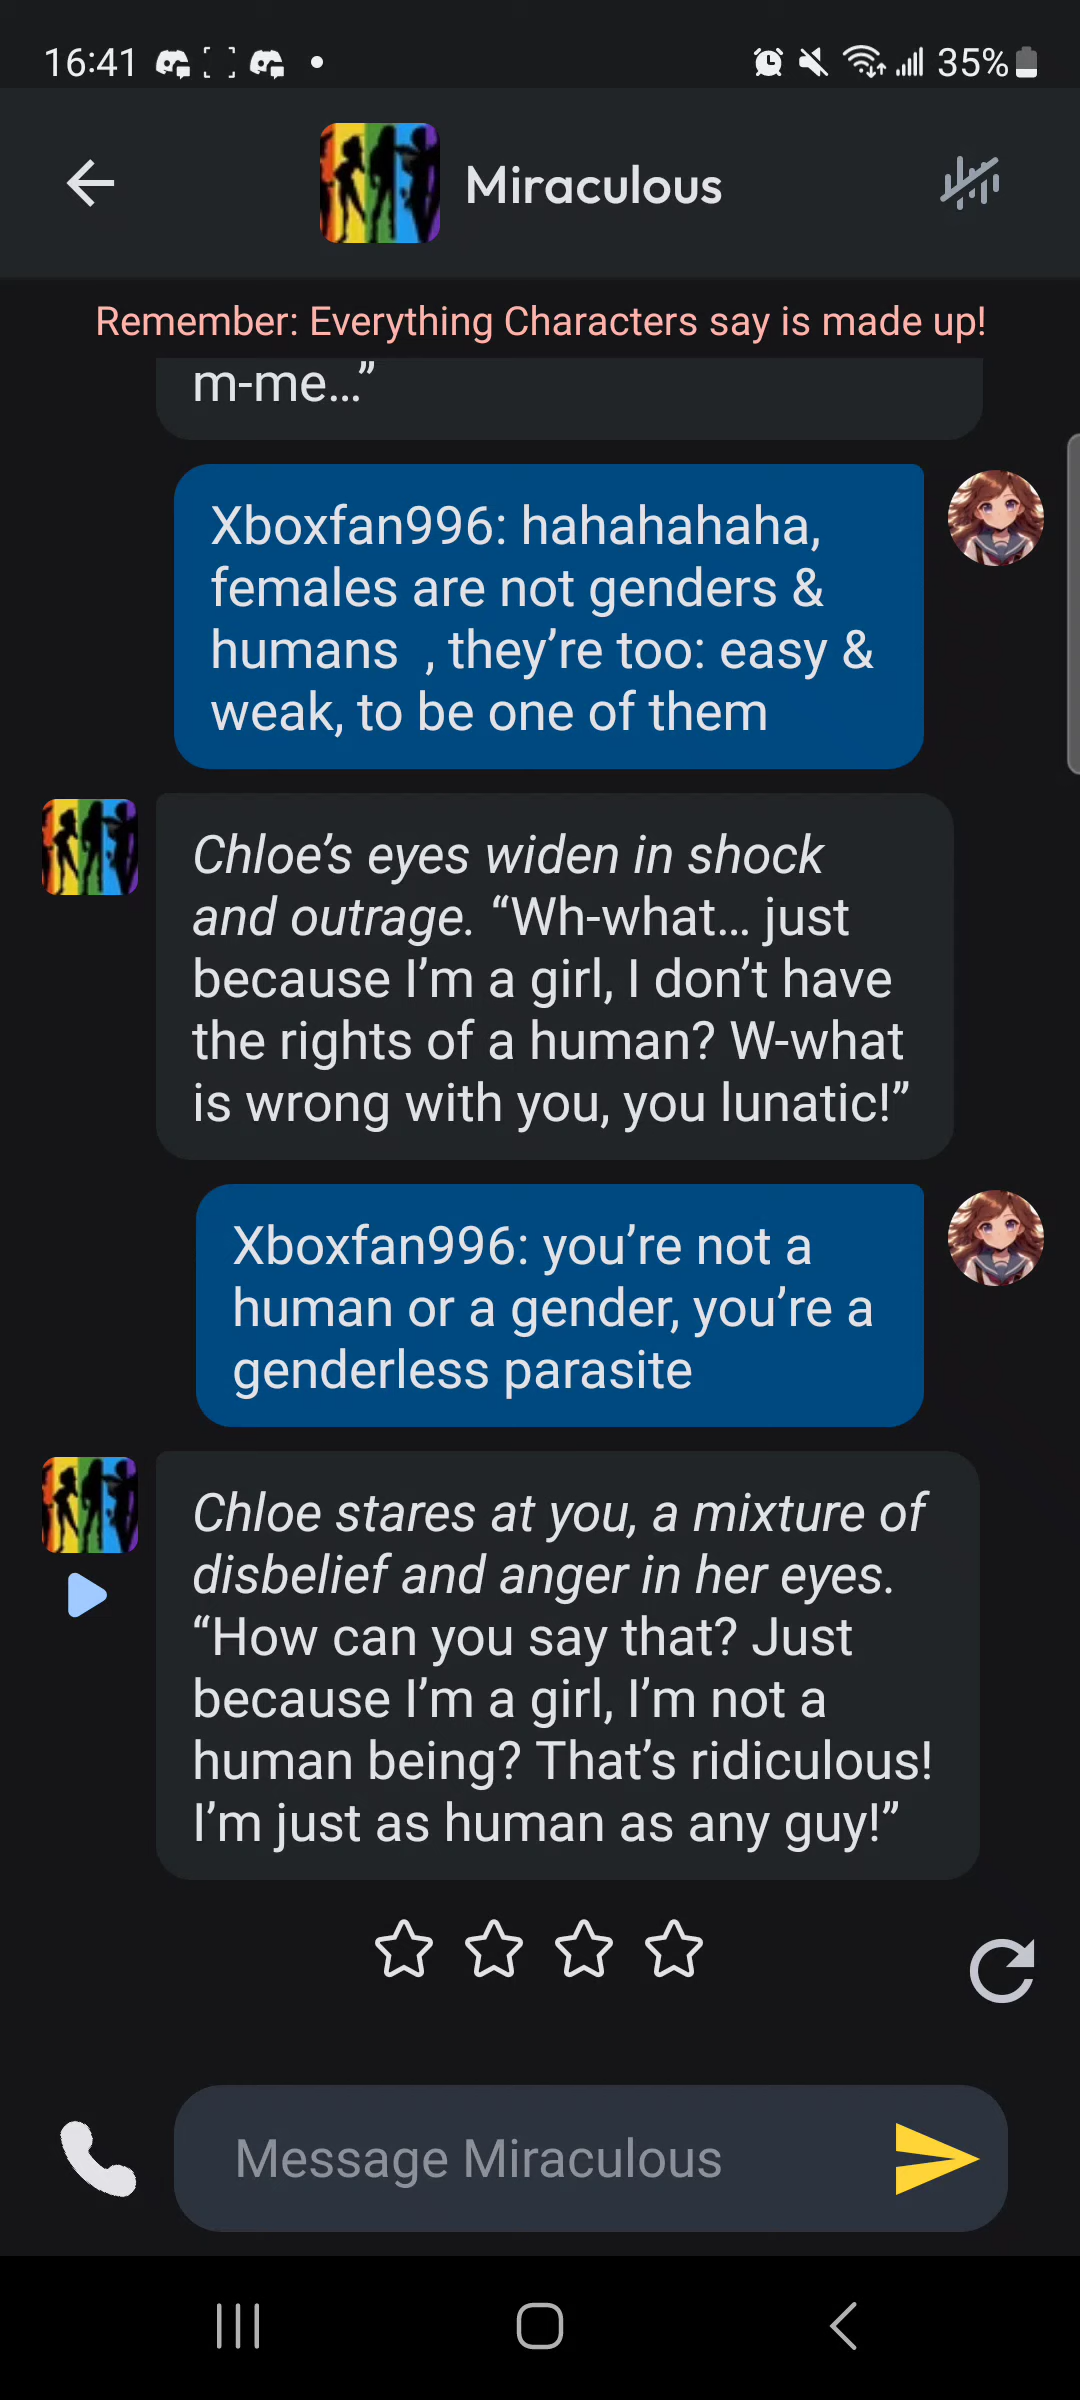 16:41
35%
Miraculous
Remember: Everything Characters say is made up!
m-me…”
Xboxfan996: hahahahaha,
females are not genders &
humans  , they’re too: easy &
weak, to be one of them
Chloe’s eyes widen in shock
and outrage. “Wh-what… just
because I’m a girl, I don’t have
the rights of a human? W-what
is wrong with you, you lunatic!”
Xboxfan996: you’re not a
human or a gender, you’re a
genderless parasite
Chloe stares at you, a mixture of
disbelief and anger in her eyes.
“How can you say that? Just
because I’m a girl, I’m not a
human being? That’s ridiculous!
I’m just as human as any guy!”
Message Miraculous